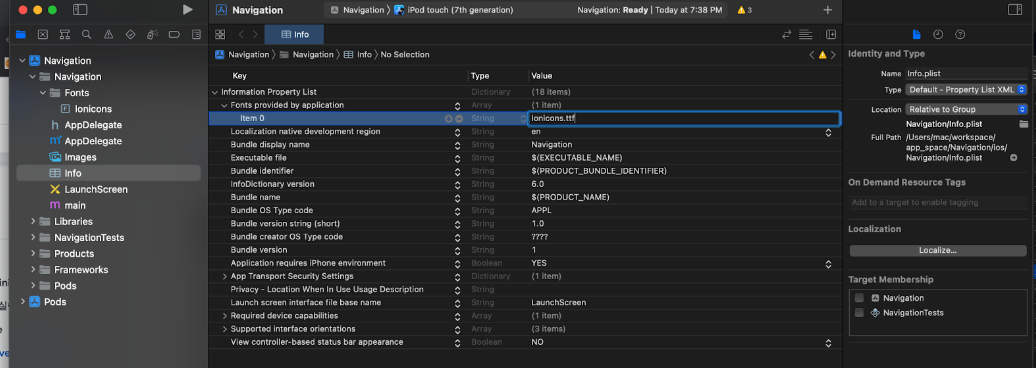 Navigation
Navigation
iPod touch (7th generation)
Navigation: Ready | Today at 7:38 PM
3
Info
Navigation
Navigation
Info
No Selection
Navigation
Navigation
Fonts
Ionicons
AppDelegate
AppDelegate
Images
Info
LaunchScreen
main
Libraries
NavigationTests
Products
Frameworks
Pods
Pods
Key Type Value
Information Property List Dictionary (18 items)
Fonts provided by application Array (1 item)
Item 0 String Ionicons.ttf
Localization native development region String en
Bundle display name String Navigation
Executable file String $(EXECUTABLE_NAME)
Bundle identifier String $(PRODUCT_BUNDLE_IDENTIFIER)
InfoDictionary version String 6.0
Bundle name String $(PRODUCT_NAME)
Bundle OS Type code String APPL
Bundle version string (short) String 1.0
Bundle creator OS Type code String ????
Bundle version String 1
Application requires iPhone environment Boolean YES
App Transport Security Settings Dictionary (1 item)
Privacy - Location When In Use Usage Description String
Launch screen interface file base name String LaunchScreen
Required device capabilities Array (1 item)
Supported interface orientations Array (3 items)
View controller-based status bar appearance Boolean NO
Identity and Type
Name Info.plist
Type Default - Property List XML
Location Relative to Group
Navigation/Info.plist
Full Path /Users/mac/workspace/
app_space/Navigation/ios/
Navigation/Info.plist
On Demand Resource Tags
Add to a target to enable tagging
Localization
Localize...
Target Membership
Navigation
NavigationTests